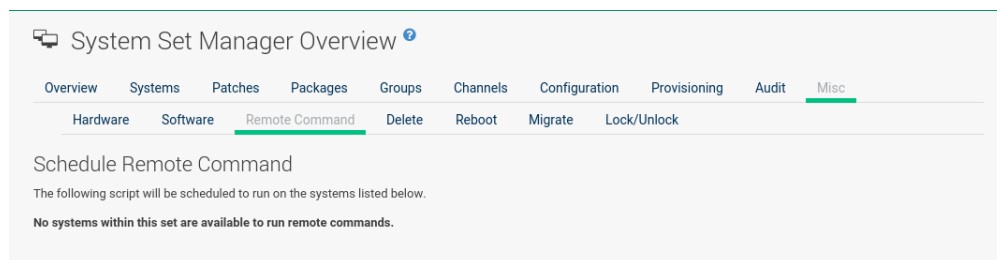 System Set Manager Overview ?
Overview Systems Patches Packages Groups Channels Configuration Provisioning Audit Misc
Hardware Software Remote Command Delete Reboot Migrate Lock/Unlock
Schedule Remote Command
The following script will be scheduled to run on the systems listed below.
No systems within this set are available to run remote commands.